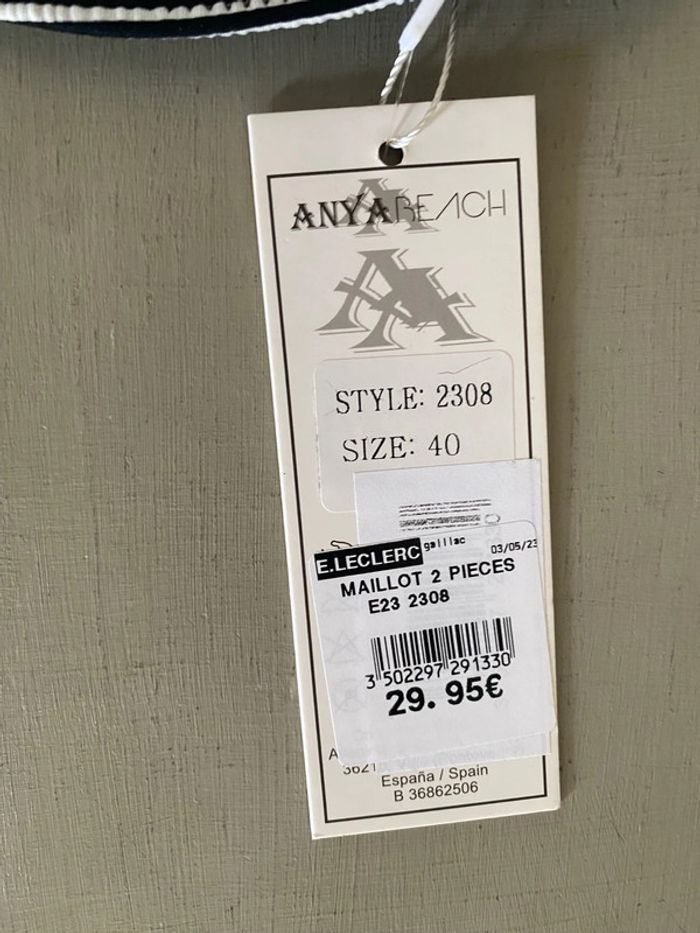 ANYABEACH
STYLE: 2308
SIZE: 40
E.LECLERC gaillac 03/05/23
MAILLOT 2 PIECES
E23 2308
3 502297 291330
29.95€
España / Spain
B 36862506